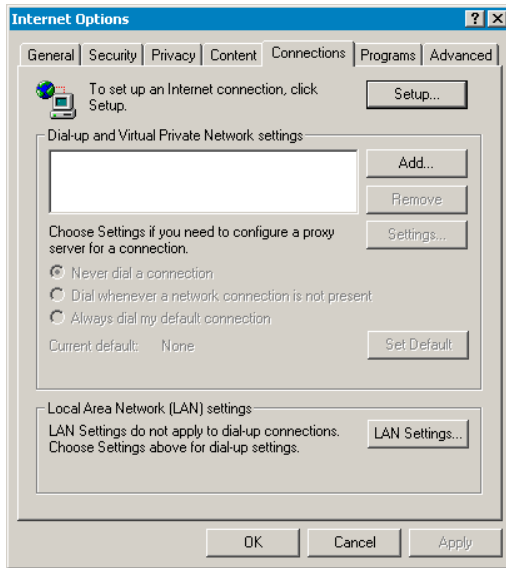 Internet Options
General Security Privacy Content Connections Programs Advanced
To set up an Internet connection, click
Setup.
Setup...
Dial-up and Virtual Private Network settings
Add...
Remove
Choose Settings if you need to configure a proxy
server for a connection.
Settings...
Never dial a connection
Dial whenever a network connection is not present
Always dial my default connection
Current default: None
Set Default
Local Area Network (LAN) settings
LAN Settings do not apply to dial-up connections.
Choose Settings above for dial-up settings.
LAN Settings...
OK Cancel Apply